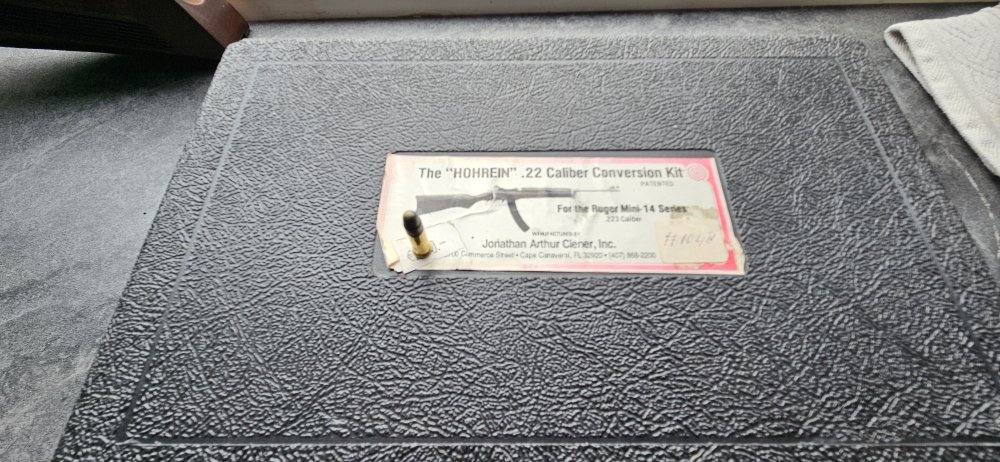 The "HOHREIN" .22 Caliber Conversion Kit
PATENTED
For the Ruger Mini-14 Series
.223 Caliber
MANUFACTURED BY
Jonathan Arthur Ciener, Inc.
Commerce Street • Cape Canaveral, FL 32920 • (407) 868-2200